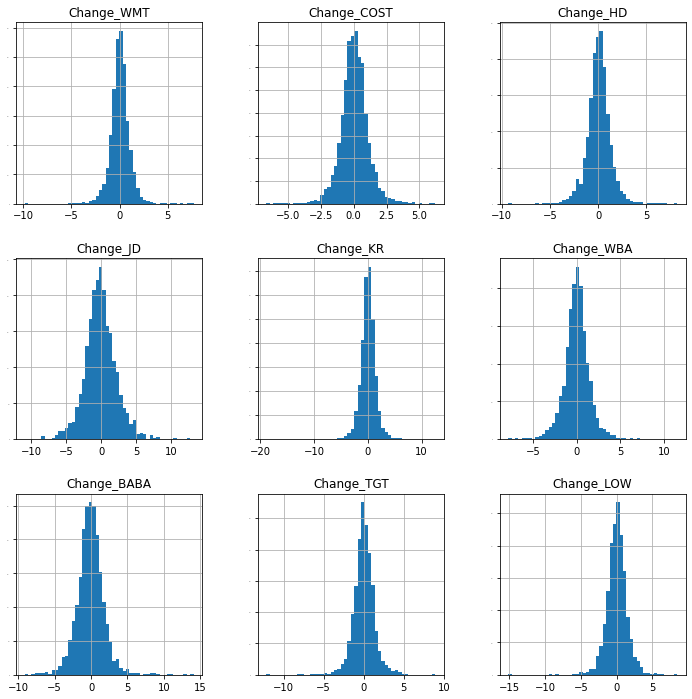 Change_WMT Change_COST Change_HD
−10 −5 0 5 −5.0 −2.5 0.0 2.5 5.0 −10 −5 0 5
Change_JD Change_KR Change_WBA
−10 −5 0 5 10 −20 −10 0 10 −5 0 5 10
Change_BABA Change_TGT Change_LOW
−10 −5 0 5 10 15 −10 −5 0 5 10 −15 −10 −5 0 5